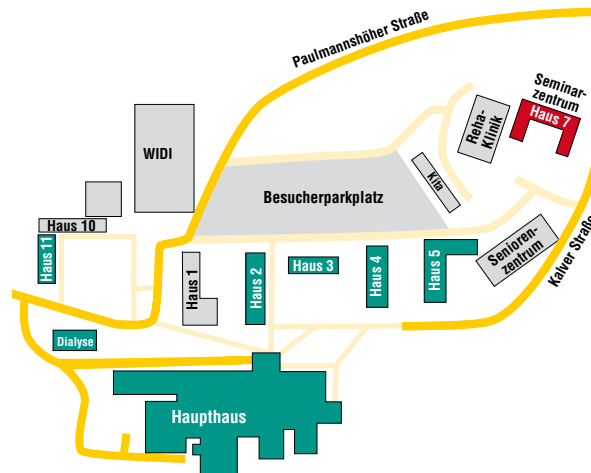 Paulmannshöher Straße
Seminar-
zentrum
Haus 7
Reha-
Klinik
WIDI
Kita
Besucherparkplatz
Haus 10
Haus 11
Haus 1
Haus 2
Haus 3
Haus 4
Haus 5
Senioren-
zentrum
Kalver Straße
Dialyse
Haupthaus